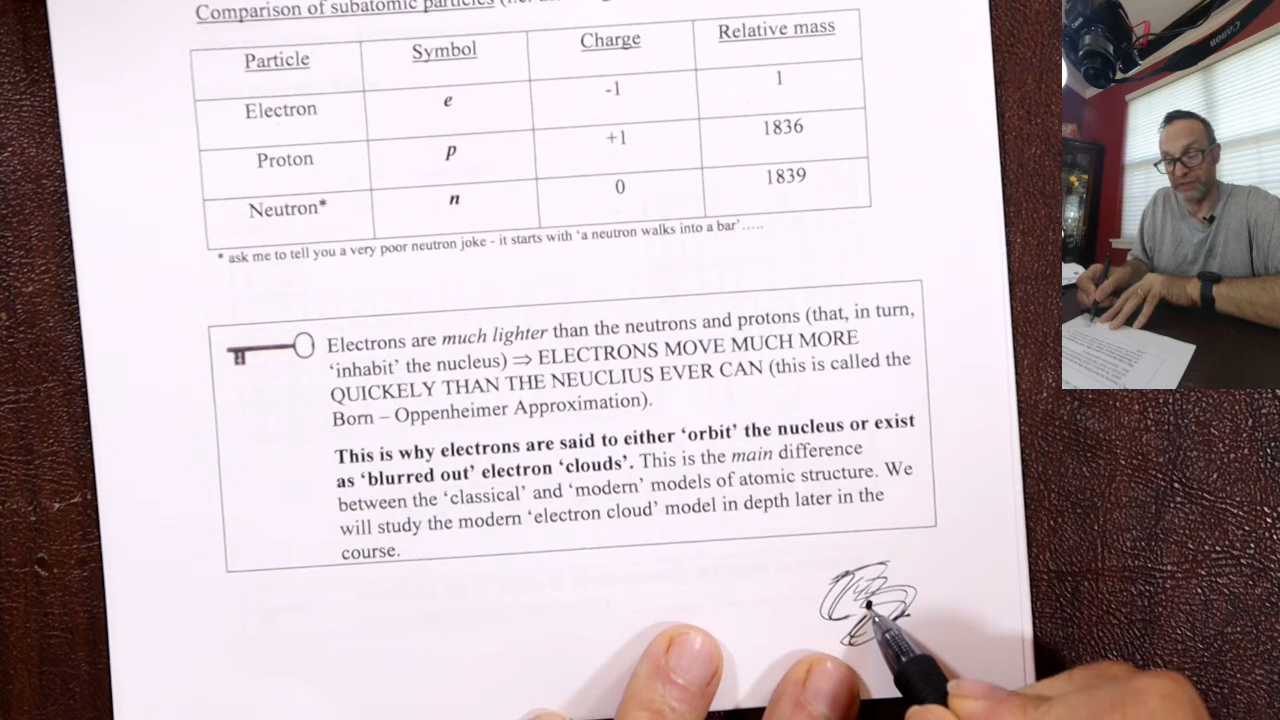 Comparison of subatomic particles
Particle Symbol Charge Relative mass
Electron e -1 1
Proton p +1 1836
Neutron* n 0 1839
* ask me to tell you a very poor neutron joke - it starts with ‘a neutron walks into a bar’…..
Electrons are much lighter than the neutrons and protons (that, in turn,
‘inhabit’ the nucleus) ⇒ ELECTRONS MOVE MUCH MORE
QUICKELY THAN THE NEUCLIUS EVER CAN (this is called the
Born – Oppenheimer Approximation).
This is why electrons are said to either ‘orbit’ the nucleus or exist
as ‘blurred out’ electron ‘clouds’. This is the main difference
between the ‘classical’ and ‘modern’ models of atomic structure. We
will study the modern ‘electron cloud’ model in depth later in the
course.
Canon